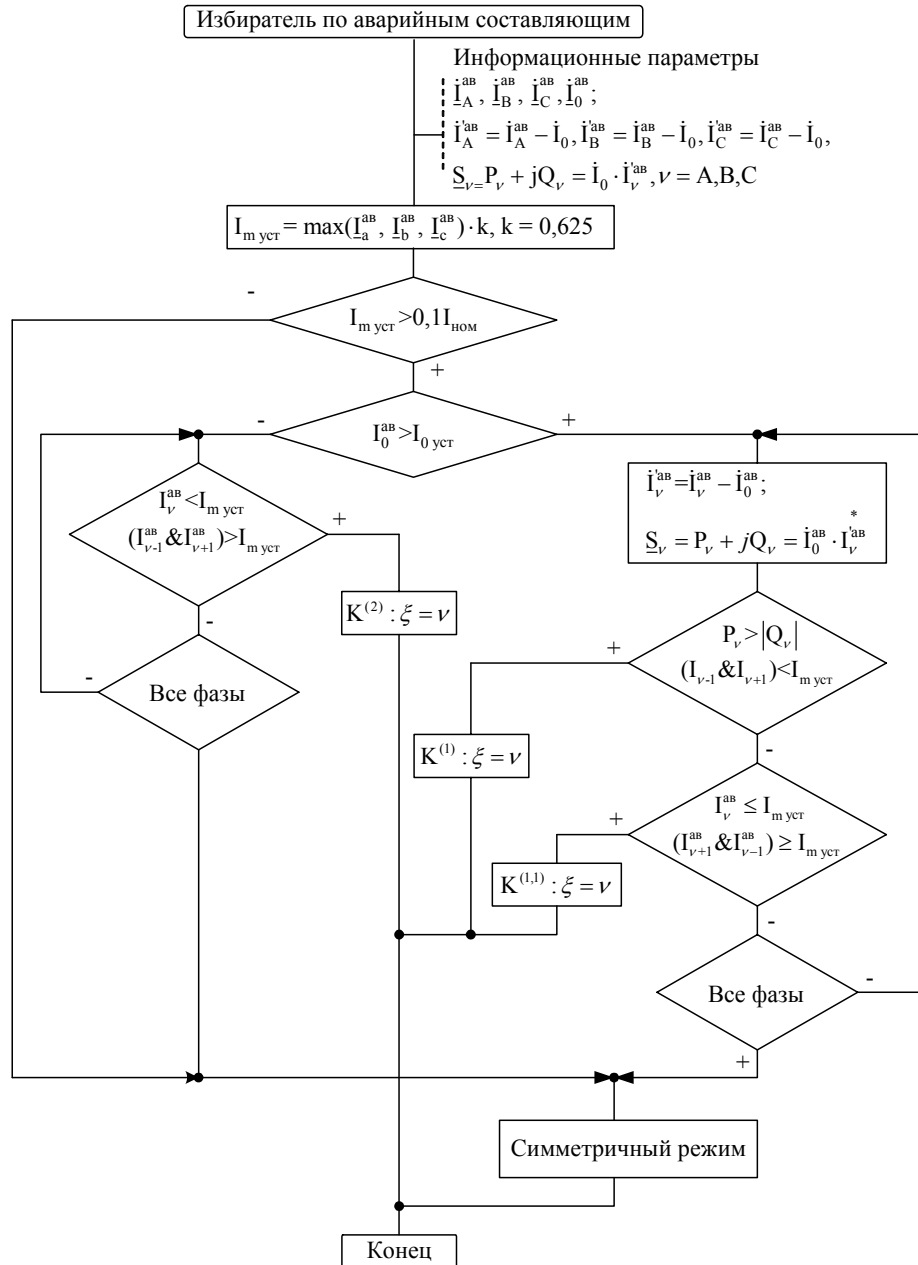 Избиратель по аварийным составляющим
Информационные параметры
İ_A^ав, İ_B^ав, İ_C^ав, İ_0^ав;
İ'_A^ав = İ_A^ав − İ_0, İ'_B^ав = İ_B^ав − İ_0, İ'_C^ав = İ_C^ав − İ_0,
S_ν= P_ν + jQ_ν = İ_0 · İ'_ν^ав, ν = A,B,C
I_m уст = max(I_a^ав, I_b^ав, I_c^ав) · k, k = 0,625
-
I_m уст >0,1I_ном
+
-
I_0^ав >I_0 уст
+
İ'_ν^ав =İ_ν^ав − İ_0^ав;
S_ν = P_ν + jQ_ν = İ_0^ав · I'_ν^ав*
I_ν^ав <I_m уст
(I_ν-1^ав &I_ν+1^ав)>I_m уст
+
-
K^(2) : ξ = ν
-
Все фазы
+
P_ν >|Q_ν|
(I_ν-1 &I_ν+1)<I_m уст
-
K^(1) : ξ = ν
+
I_ν^ав ≤ I_m уст
(I_ν+1^ав &I_ν−1^ав) ≥ I_m уст
-
K^(1,1) : ξ = ν
Все фазы
-
+
Симметричный режим
Конец